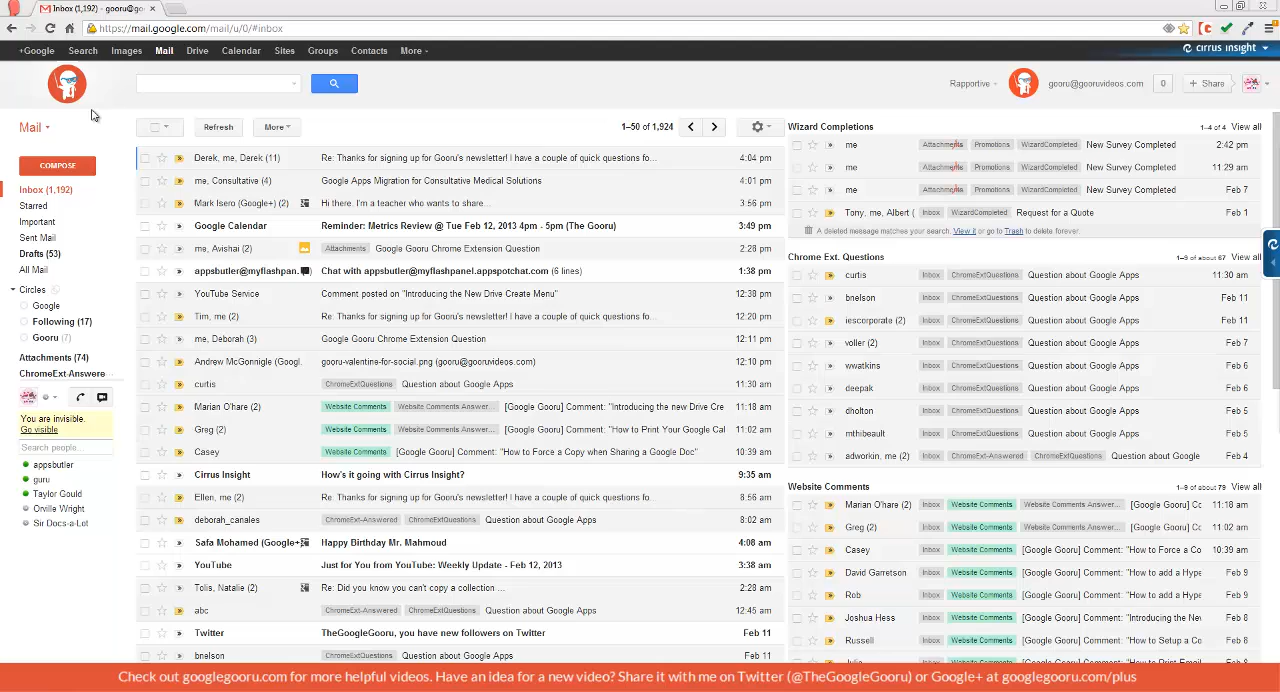 Inbox (1,192) - gooru@go
https://mail.google.com/mail/u/0/#inbox
+Google Search Images Mail Drive Calendar Sites Groups Contacts More
cirrus insight
Rapportive gooru@gooruvideos.com 0 + Share
Mail
Refresh More 1–50 of 1,924
COMPOSE
Inbox (1,192)
Starred
Important
Sent Mail
Drafts (53)
All Mail
Circles
Google
Following (17)
Gooru (7)
Attachments (74)
ChromeExt-Answere
You are invisible.
Go visible
Search people...
appsbutler
guru
Taylor Gould
Orville Wright
Sir Docs-a-Lot
Derek, me, Derek (11) Re: Thanks for signing up for Gooru's newsletter! I have a couple of quick questions fo... 4:04 pm
me, Consultative (4) Google Apps Migration for Consultative Medical Solutions 4:01 pm
Mark Isero (Google+) (2) Hi there. I'm a teacher who wants to share... 3:56 pm
Google Calendar Reminder: Metrics Review @ Tue Feb 12, 2013 4pm - 5pm (The Gooru) 3:49 pm
me, Avishai (2) Attachments Google Gooru Chrome Extension Question 2:28 pm
appsbutler@myflashpan. Chat with appsbutler@myflashpanel.appspotchat.com (6 lines) 1:38 pm
YouTube Service Comment posted on "Introducing the New Drive Create Menu" 12:38 pm
Tim, me (2) Re: Thanks for signing up for Gooru's newsletter! I have a couple of quick questions fo... 12:20 pm
me, Deborah (3) Google Gooru Chrome Extension Question 12:11 pm
Andrew McGonnigle (Googl. gooru-valentine-for-social.png (gooru@gooruvideos.com) 12:10 pm
curtis ChromeExtQuestions Question about Google Apps 11:30 am
Marian O'hare (2) Website Comments Website Comments Answer... [Google Gooru] Comment: "Introducing the new Drive Cre 11:18 am
Greg (2) Website Comments Website Comments Answer... [Google Gooru] Comment: "How to Print Your Google Cal 11:02 am
Casey Website Comments [Google Gooru] Comment: "How to Force a Copy when Sharing a Google Doc" 10:39 am
Cirrus Insight How's it going with Cirrus Insight? 9:35 am
Ellen, me (2) Re: Thanks for signing up for Gooru's newsletter! I have a couple of quick questions fo. 8:56 am
deborah_canales ChromeExt-Answered ChromeExtQuestions Question about Google Apps 8:02 am
Safa Mohamed (Google+ Happy Birthday Mr. Mahmoud 4:08 am
YouTube Just for You from YouTube: Weekly Update - Feb 12, 2013 3:38 am
Tolis, Natalie (2) Re: Did you know you can't copy a collection ... 2:28 am
abc ChromeExt-Answered ChromeExtQuestions Question about Google Apps 12:45 am
Twitter TheGoogleGooru, you have new followers on Twitter Feb 11
bnelson ChromeExtQuestions Question about Google Apps Feb 11
Wizard Completions 1–4 of 4 View all
me Attachments Promotions WizardCompleted New Survey Completed 2:42 pm
me Attachments Promotions WizardCompleted New Survey Completed 11:29 am
me Attachments Promotions WizardCompleted New Survey Completed Feb 7
Tony, me, Albert ( Inbox WizardCompleted Request for a Quote Feb 1
A deleted message matches your search. View it or go to Trash to delete forever.
Chrome Ext. Questions 1–9 of about 67 View all
curtis Inbox ChromeExtQuestions Question about Google Apps 11:30 am
bnelson Inbox ChromeExtQuestions Question about Google Apps Feb 11
escorporate (2) Inbox ChromeExtQuestions Question about Google Apps Feb 11
voller (2) Inbox ChromeExtQuestions Question about Google Apps Feb 7
wwatkins Inbox ChromeExtQuestions Question about Google Apps Feb 6
deepak Inbox ChromeExtQuestions Question about Google Apps Feb 6
dholton Inbox ChromeExtQuestions Question about Google Apps Feb 5
mthibeault Inbox ChromeExtQuestions Question about Google Apps Feb 5
adworkin, me (2) Inbox ChromeExt-Answered ChromeExtQuestions Question about Google Feb 4
Website Comments 1–9 of about 79 View all
Marian O'hare (2) Inbox Website Comments Website Comments Answer... [Google Gooru] Cc 11:18 am
Greg (2) Inbox Website Comments Website Comments Answer... [Google Gooru] Cc 11:02 am
Casey Inbox Website Comments [Google Gooru] Comment: "How to Force a Co 10:39 am
David Garretson Inbox Website Comments [Google Gooru] Comment: "How to add a Hype Feb 9
Rob Inbox Website Comments [Google Gooru] Comment: "How to add a Hype Feb 9
Joshua Hess Inbox Website Comments [Google Gooru] Comment: "Introducing the Nev Feb 9
Russell Inbox Website Comments [Google Gooru] Comment: "How to Setup a Co Feb 9
Check out googlegooru.com for more helpful videos. Have an idea for a new video? Share it with me on Twitter (@TheGoogleGooru) or Google+ at googlegooru.com/plus